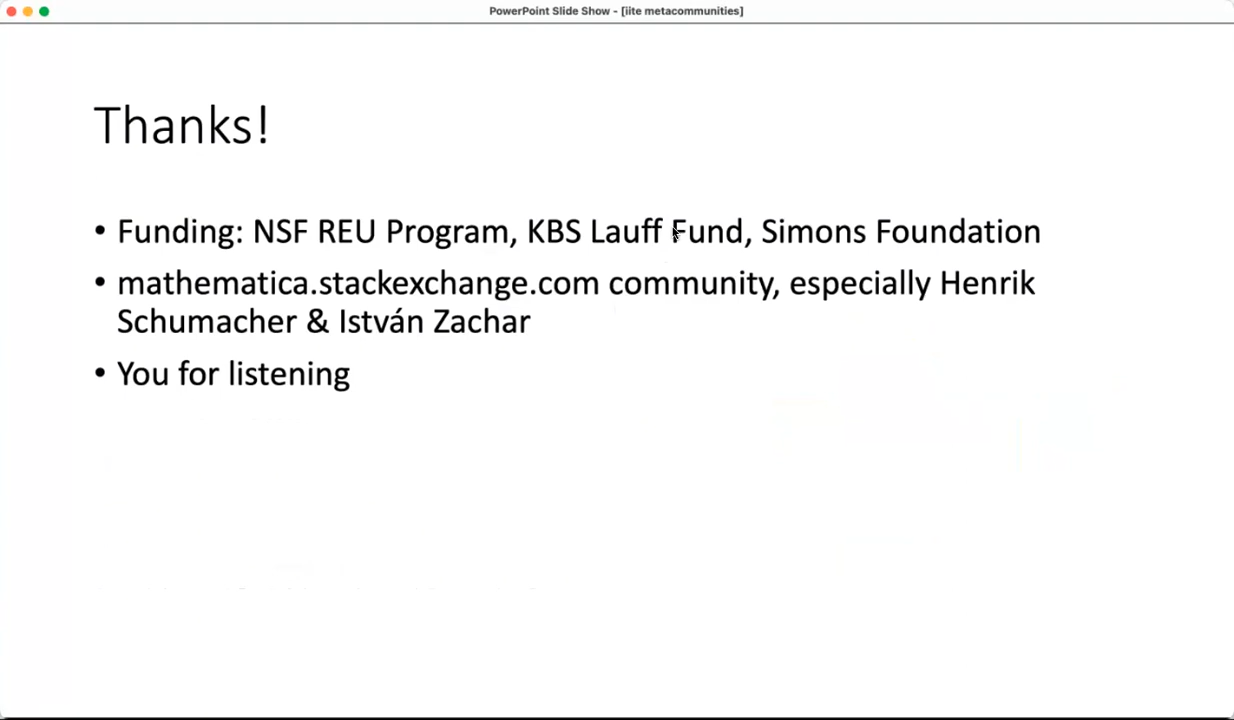 PowerPoint Slide Show - [iite metacommunities]
Thanks!
• Funding: NSF REU Program, KBS Lauff Fund, Simons Foundation
• mathematica.stackexchange.com community, especially Henrik
Schumacher & István Zachar
• You for listening